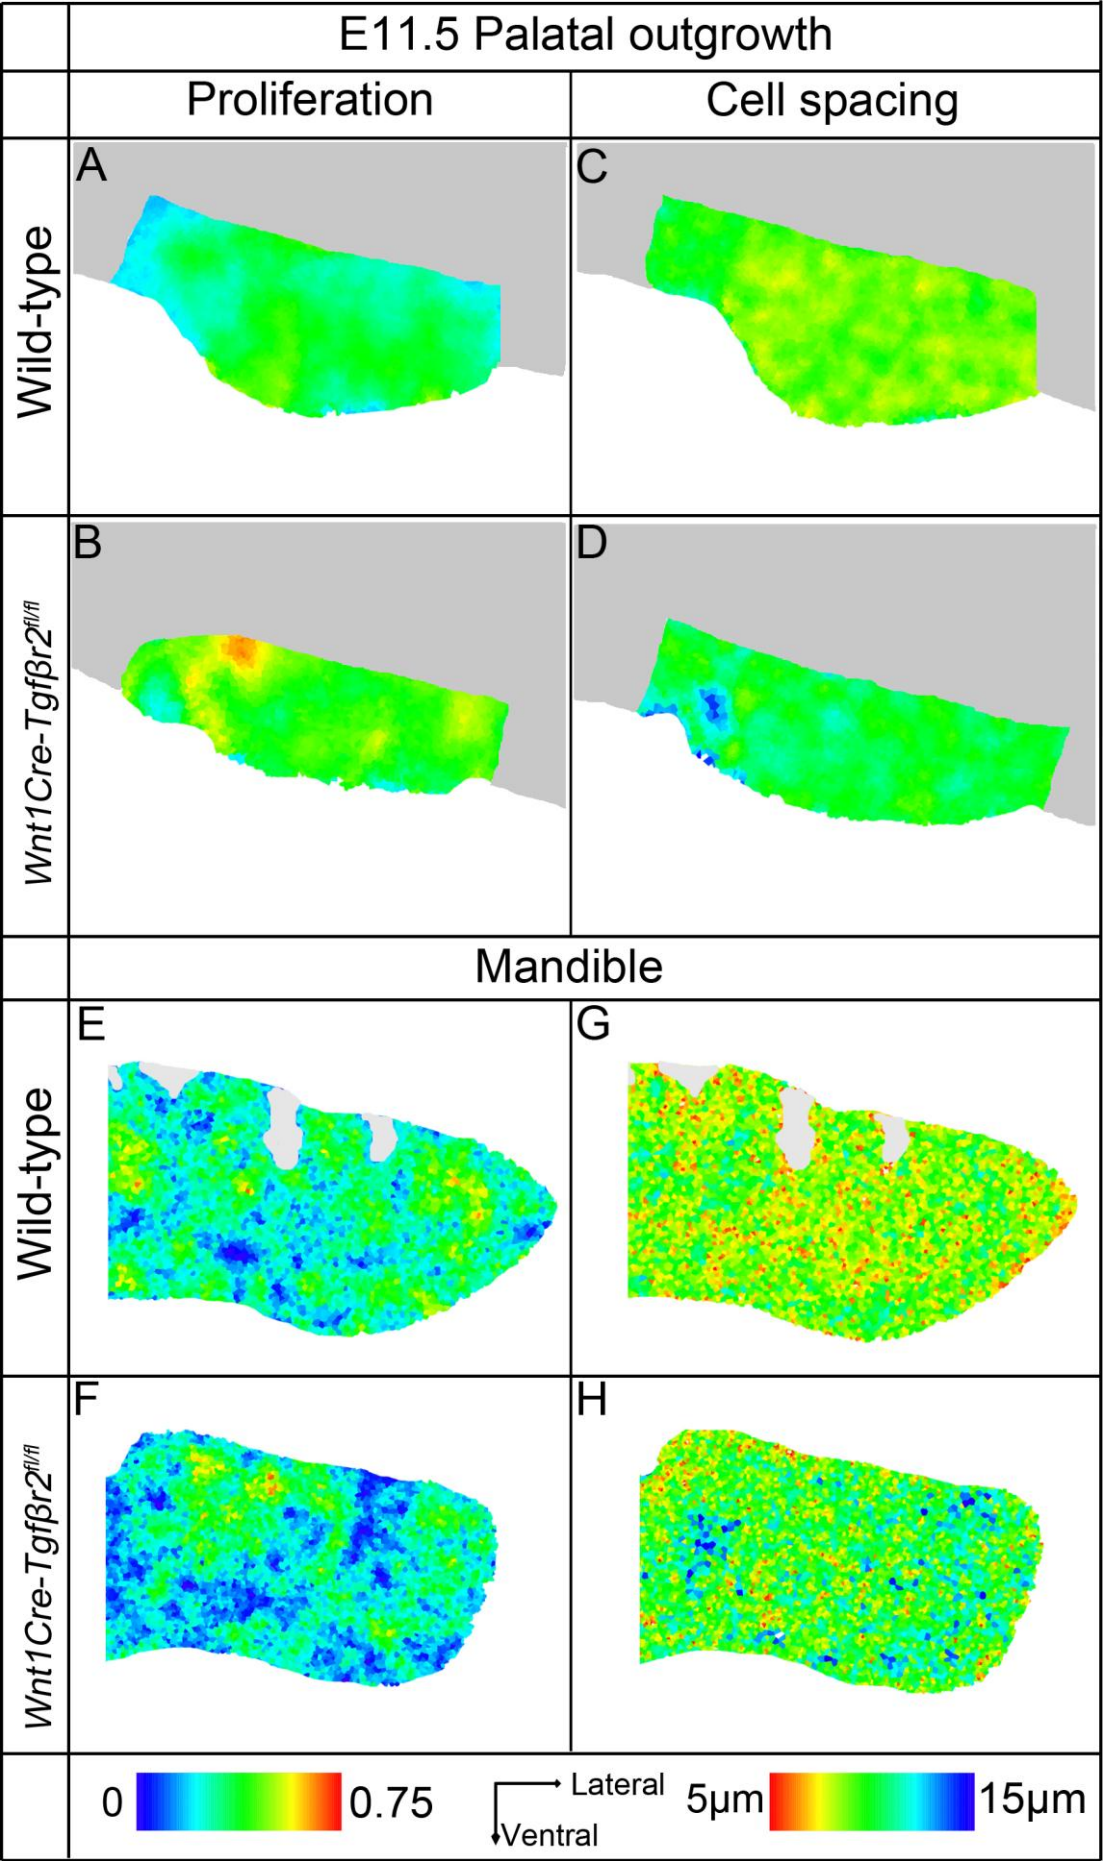 E11.5 Palatal outgrowth
Proliferation
Cell spacing
Wild-type
A
C
Wnt1Cre-Tgfβr2fl/fl
B
D
Mandible
Wild-type
E
G
Wnt1Cre-Tgfβr2fl/fl
F
H
0
0.75
Lateral
Ventral
5µm
15µm